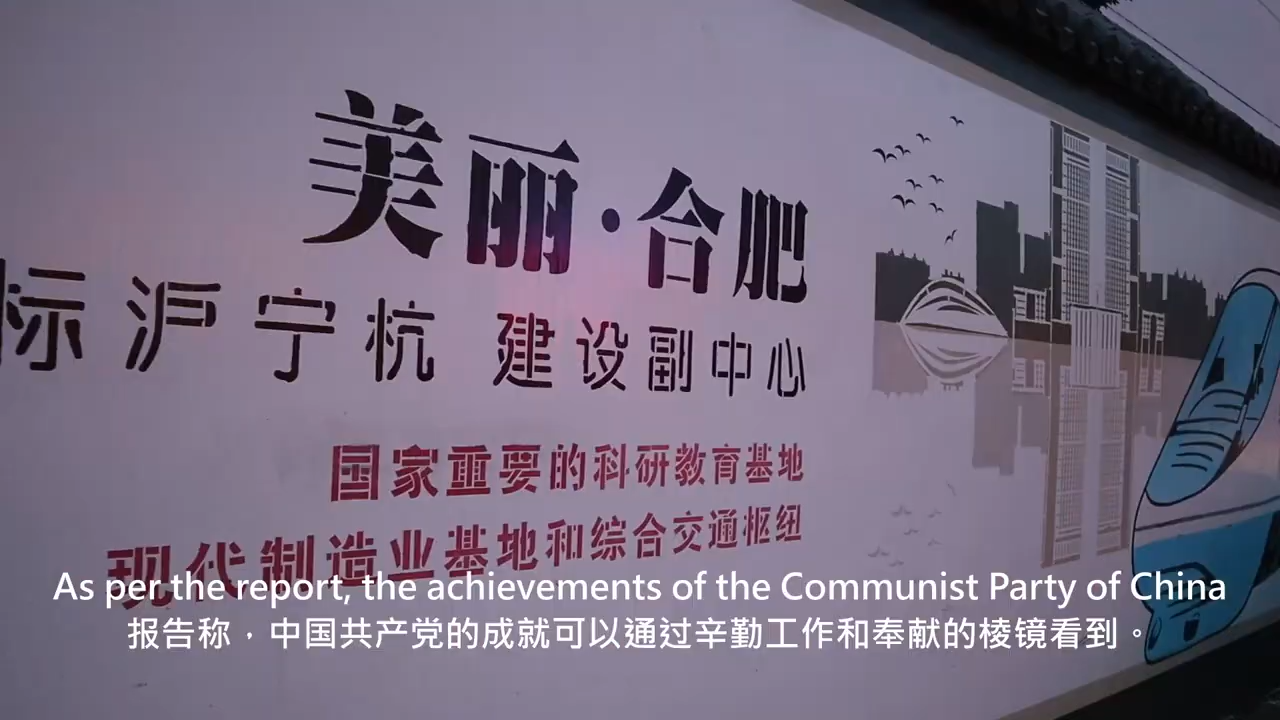 美丽·合肥
标沪宁杭 建设副中心
国家重要的科研教育基地
现代制造业基地和综合交通枢纽
As per the report, the achievements of the Communist Party of China
报告称，中国共产党的成就可以通过辛勤工作和奉献的棱镜看到。